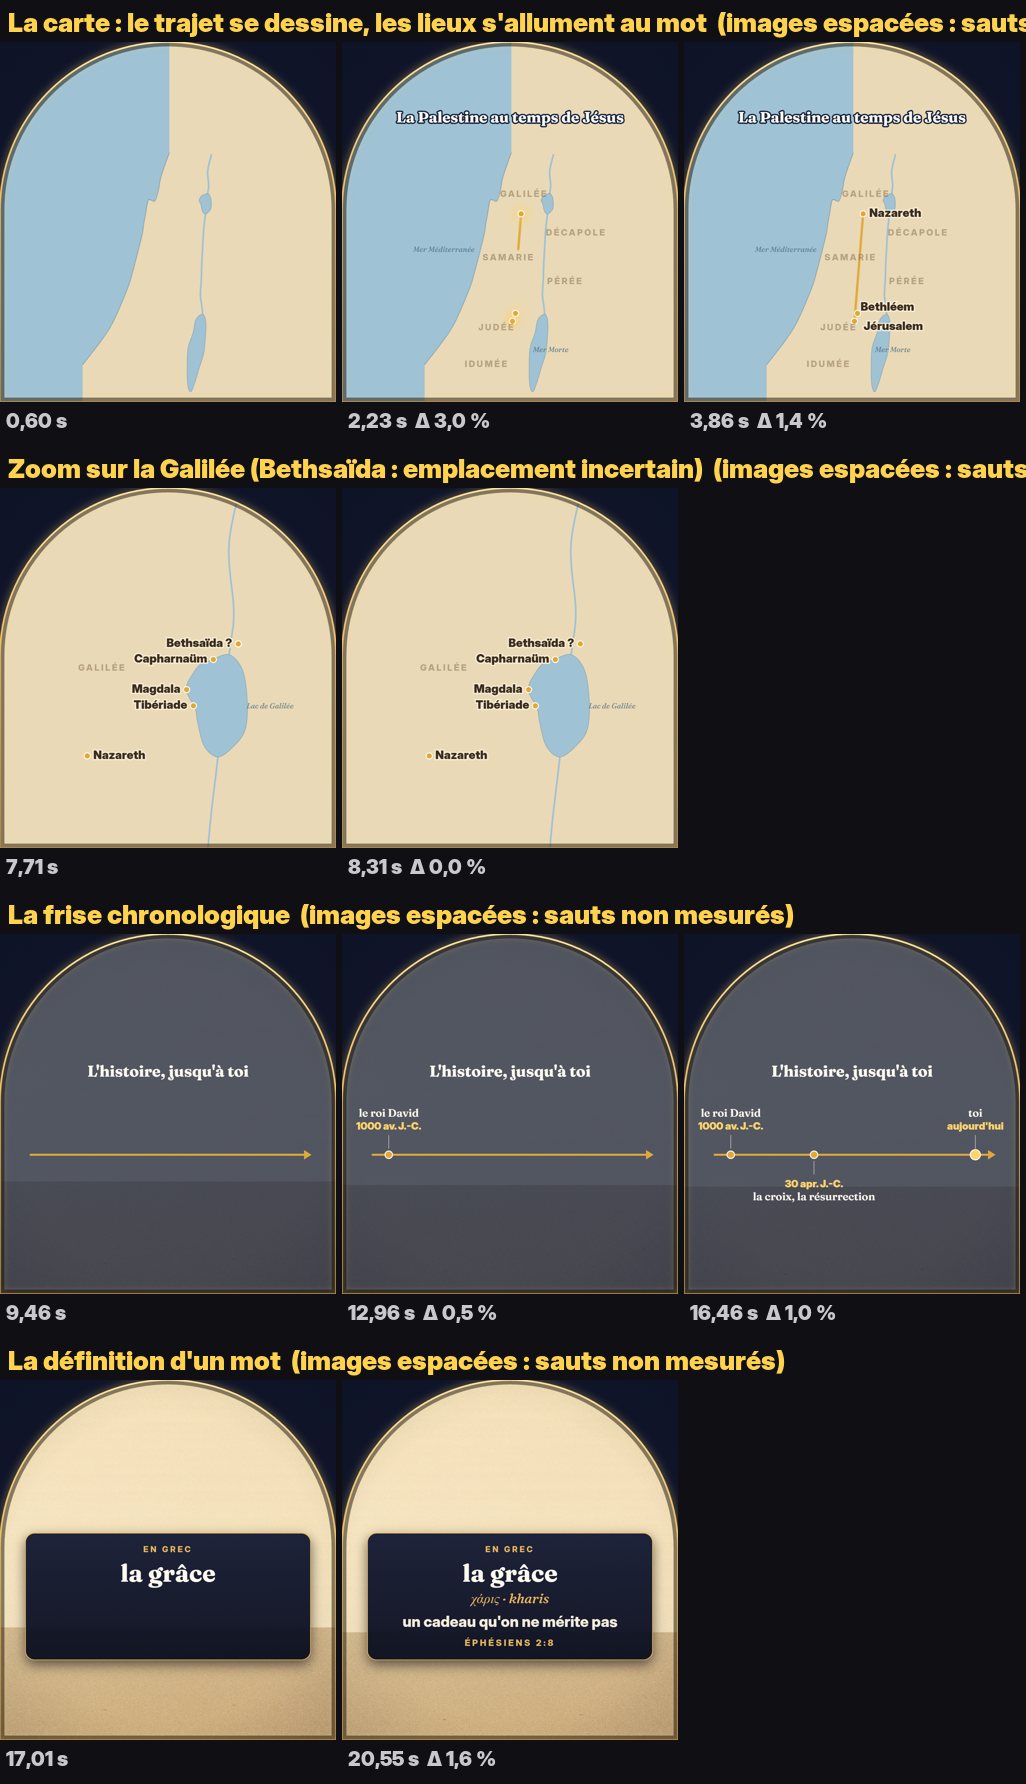 La carte : le trajet se dessine, les lieux s'allument au mot (images espacées : sauts
La Palestine au temps de Jésus
GALILÉE
DÉCAPOLE
Mer Méditerranée
SAMARIE
PÉRÉE
JUDÉE
Mer Morte
IDUMÉE
La Palestine au temps de Jésus
GALILÉE
Nazareth
DÉCAPOLE
Mer Méditerranée
SAMARIE
PÉRÉE
Bethléem
JUDÉE
Jérusalem
Mer Morte
IDUMÉE
0,60 s
2,23 s Δ 3,0 %
3,86 s Δ 1,4 %
Zoom sur la Galilée (Bethsaïda : emplacement incertain) (images espacées : sauts
Bethsaïda ?
Capharnaüm
GALILÉE
Magdala
Tibériade
Lac de Galilée
Nazareth
Bethsaïda ?
Capharnaüm
GALILÉE
Magdala
Tibériade
Lac de Galilée
Nazareth
7,71 s
8,31 s Δ 0,0 %
La frise chronologique (images espacées : sauts non mesurés)
L'histoire, jusqu'à toi
L'histoire, jusqu'à toi
le roi David
1000 av. J.-C.
L'histoire, jusqu'à toi
le roi David
1000 av. J.-C.
toi
aujourd'hui
30 apr. J.-C.
la croix, la résurrection
9,46 s
12,96 s Δ 0,5 %
16,46 s Δ 1,0 %
La définition d'un mot (images espacées : sauts non mesurés)
EN GREC
la grâce
EN GREC
la grâce
χάρις · kharis
un cadeau qu'on ne mérite pas
ÉPHÉSIENS 2:8
17,01 s
20,55 s Δ 1,6 %